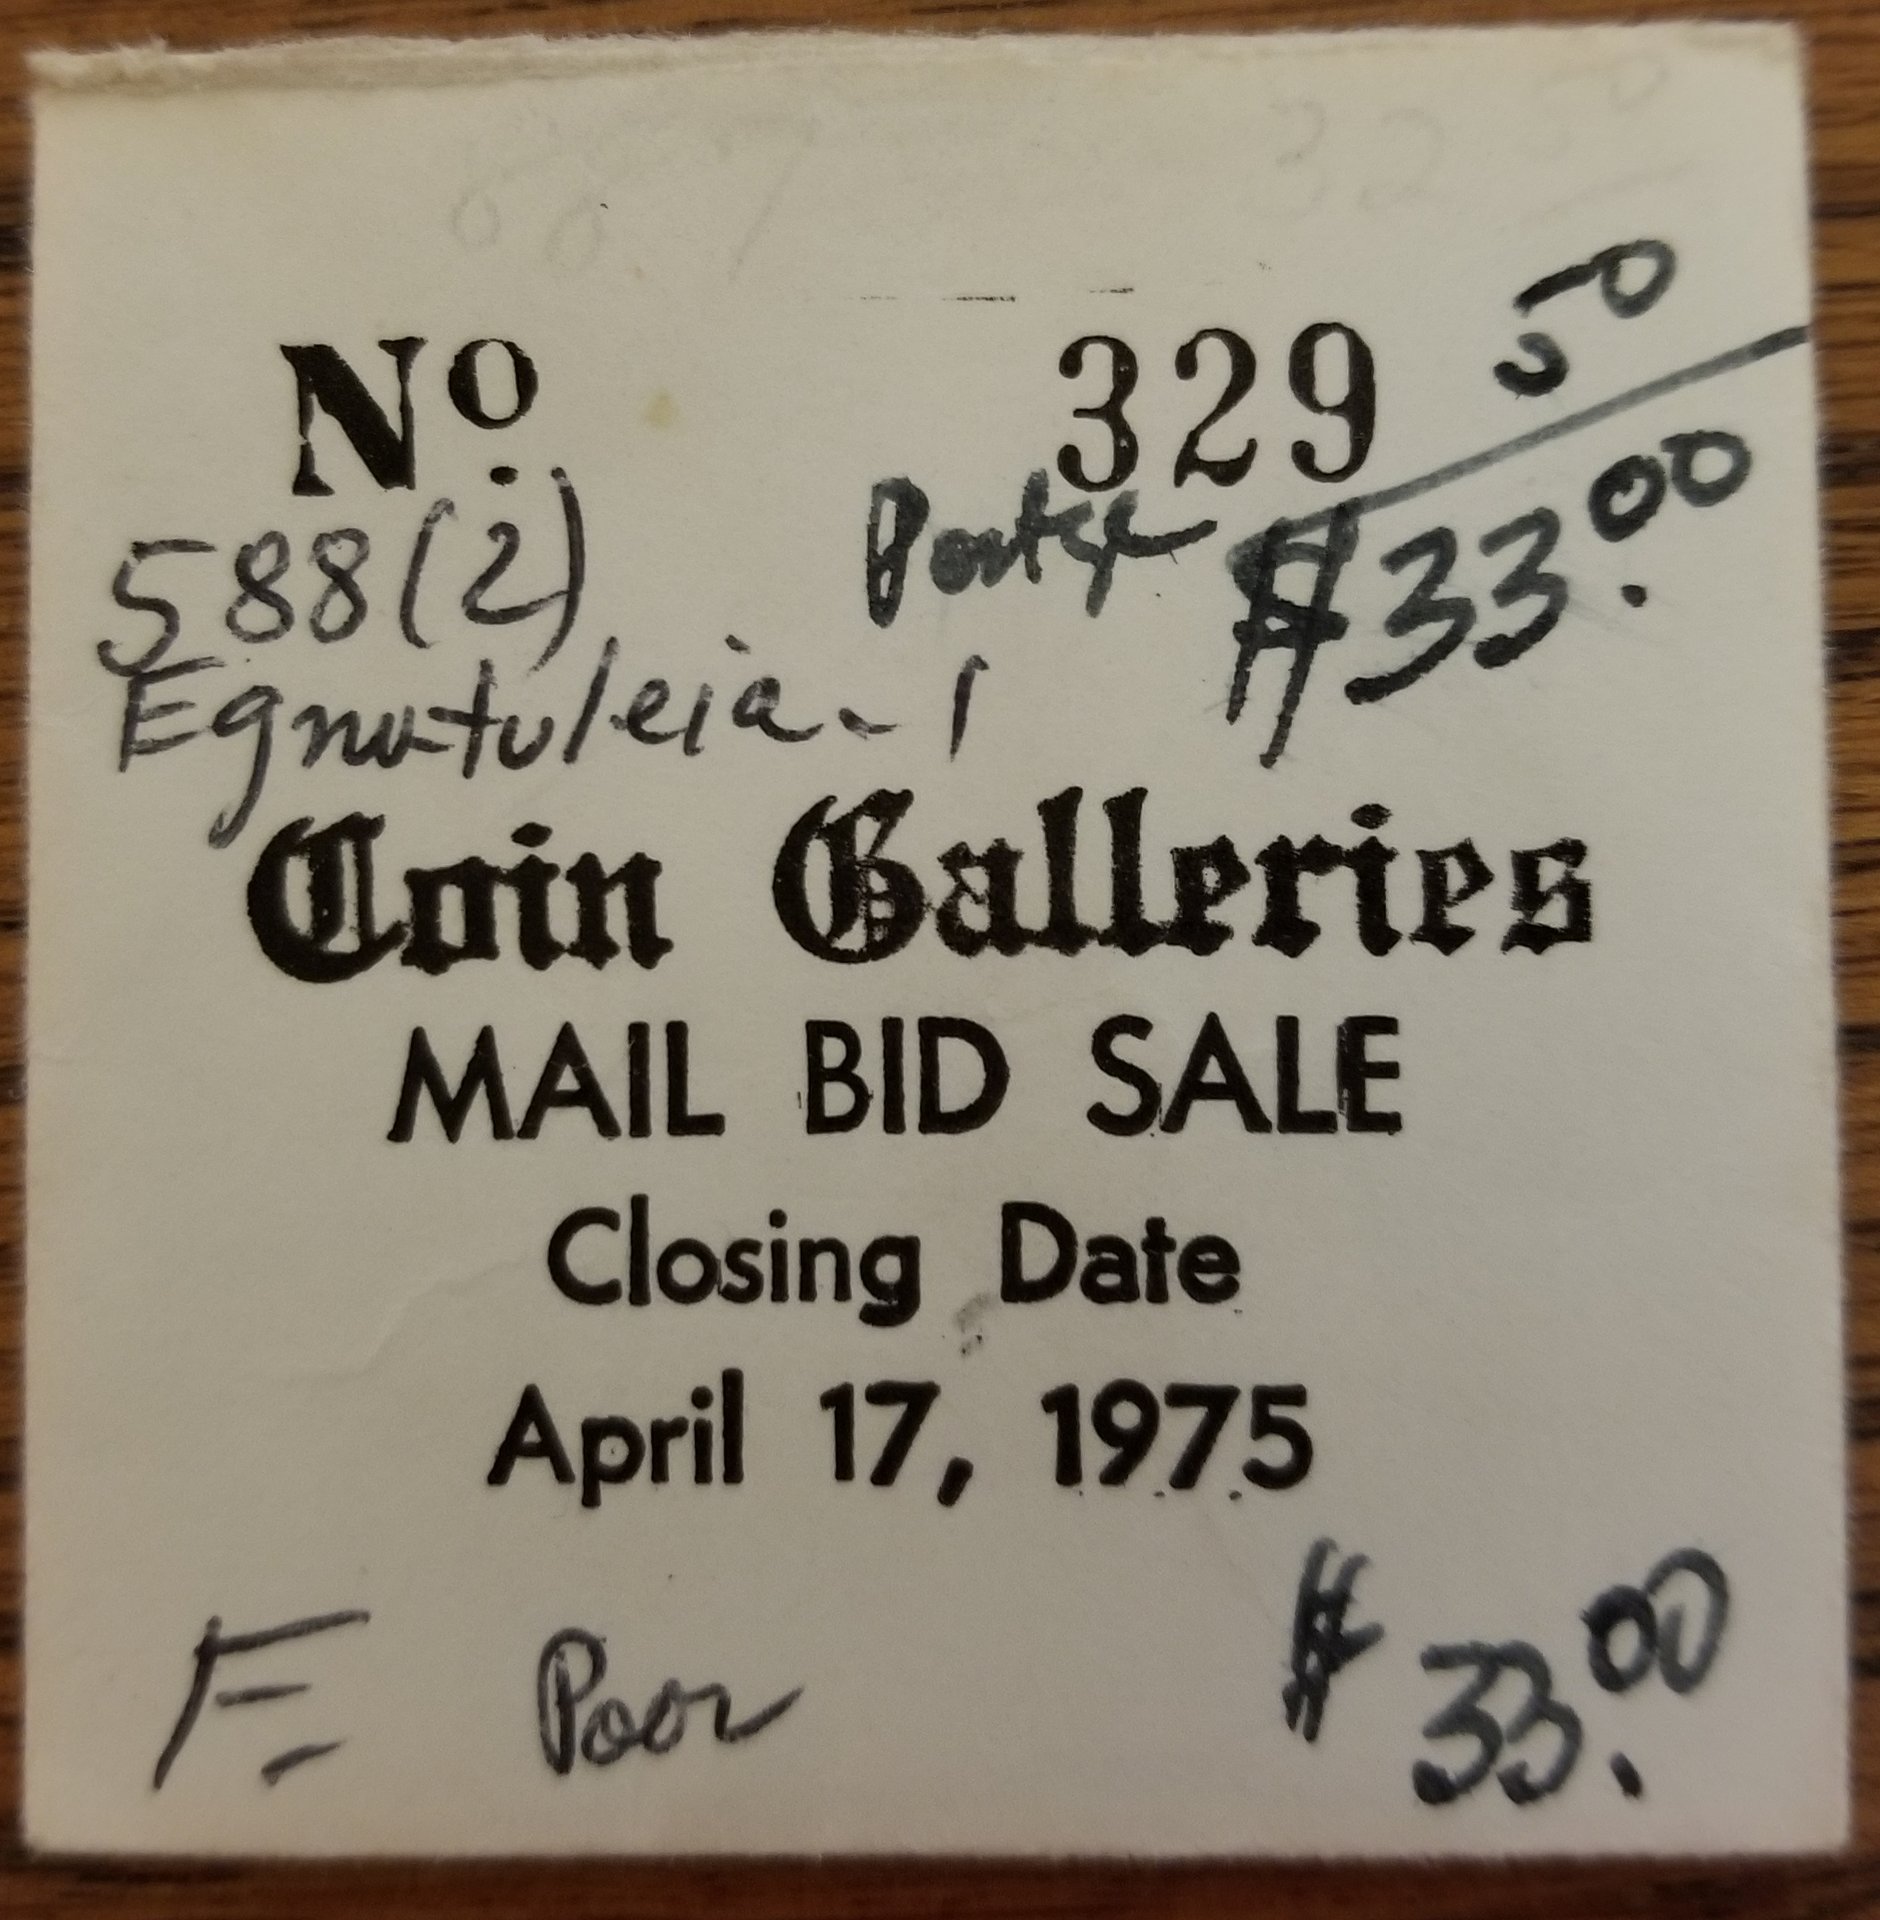 32
50
Nº. 329
588(2)
$33.00
Egnatuleia-1
Coin Galleries
MAIL BID SALE
Closing Date
April 17, 1975
F- Poor $33.00